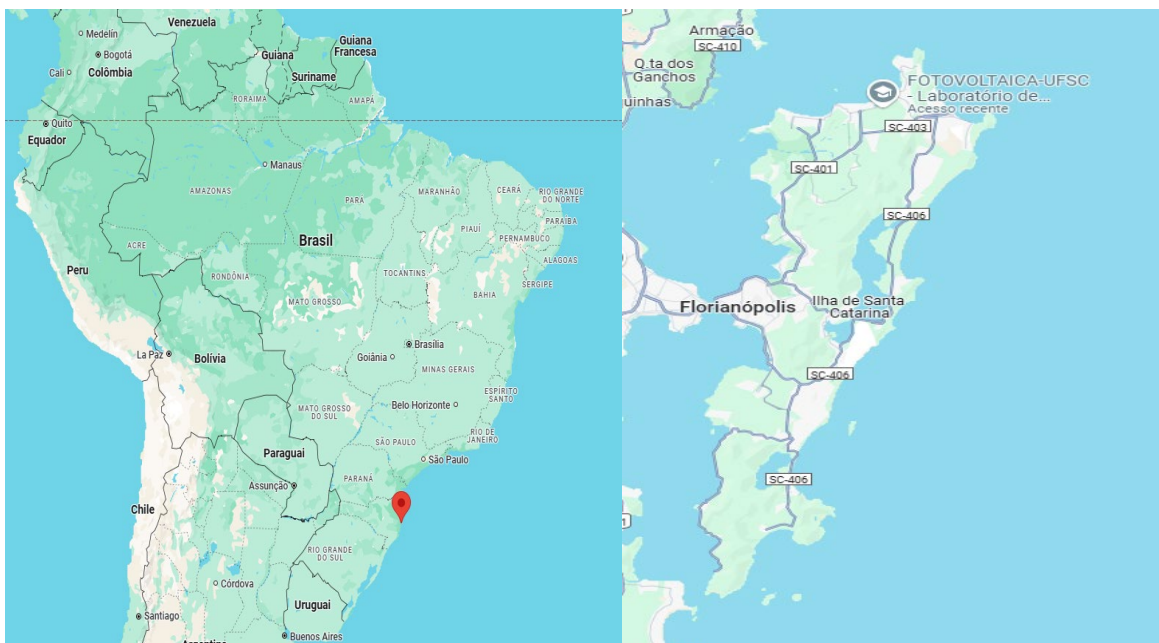 Venezuela
Medelín
Bogotá
Cali
Colômbia
Guiana
Guiana
Francesa
Suriname
RORAIMA
AMAPÁ
Quito
Equador
Manaus
AMAZONAS
PARÁ
MARANHÃO
CEARÁ
RIO GRANDE
DO NORTE
PARAÍBA
PIAUÍ
PERNAMBUCO
ALAGOAS
SERGIPE
ACRE
Brasil
RONDÔNIA
TOCANTINS
Peru
MATO GROSSO
BAHIA
La Paz
Bolívia
Brasília
Goiânia
MINAS GERAIS
ESPÍRITO
SANTO
MATO GROSSO
DO SUL
Belo Horizonte
RIO DE
JANEIRO
SÃO PAULO
São Paulo
Paraguai
PARANÁ
Assunção
Chile
RIO GRANDE
DO SUL
Córdova
Uruguai
Santiago
Buenos Aires
Armação
SC-410
Q.ta dos
Ganchos
uinhas
FOTOVOLTAICA-UFSC
- Laboratório de...
Acesso recente
SC-403
SC-401
SC-406
Florianópolis
Ilha de Santa
Catarina
SC-406
SC-406